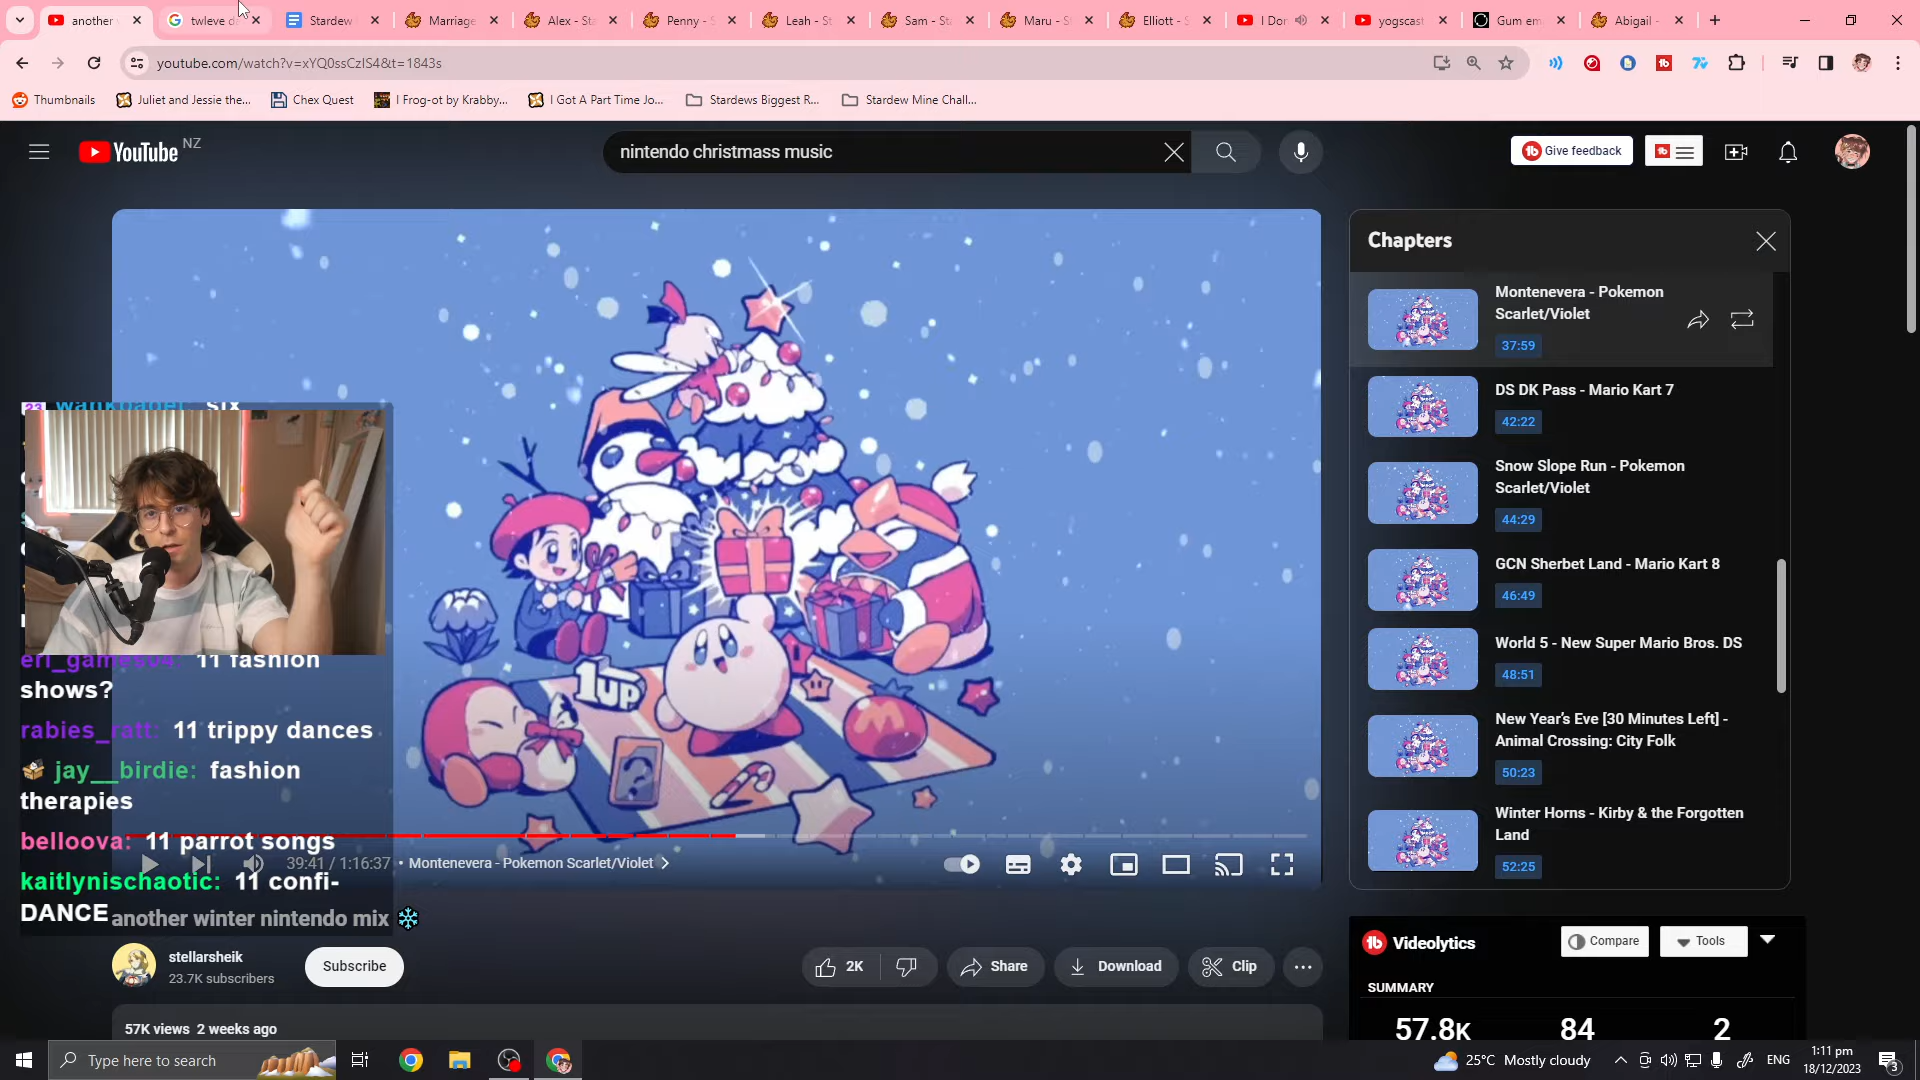 another
twleve d
Stardew
Marriage
Alex - Sta
Penny - S
Leah - St
Sam - Sta
Maru - S
Elliott - S
I Don
yogscast
Gum em
Abigail -
youtube.com/watch?v=xYQ0ssCzIS4&t=1843s
Thumbnails
Juliet and Jessie the...
Chex Quest
I Frog-ot by Krabby...
I Got A Part Time Jo...
Stardews Biggest R...
Stardew Mine Chall...
YouTube NZ
nintendo christmass music
Give feedback
Chapters
Montenevera - Pokemon
Scarlet/Violet
37:59
DS DK Pass - Mario Kart 7
42:22
Snow Slope Run - Pokemon
Scarlet/Violet
44:29
GCN Sherbet Land - Mario Kart 8
46:49
World 5 - New Super Mario Bros. DS
48:51
New Year's Eve [30 Minutes Left] -
Animal Crossing: City Folk
50:23
Winter Horns - Kirby & the Forgotten
Land
52:25
1UP
?
M
23 wankpaper: six
eri_games04: 11 fashion
shows?
rabies_ratt: 11 trippy dances
jay__birdie: fashion
therapies
belloova: 11 parrot songs
kaitlynischaotic: 11 confi-
DANCE
39:41 / 1:16:37 • Montenevera - Pokemon Scarlet/Violet >
another winter nintendo mix ❄
stellarsheik
23.7K subscribers
Subscribe
2K
Share
Download
Clip
57K views 2 weeks ago
Videolytics
Compare
Tools
SUMMARY
57.8K
84
2
Type here to search
25°C Mostly cloudy
ENG
1:11 pm
18/12/2023
3